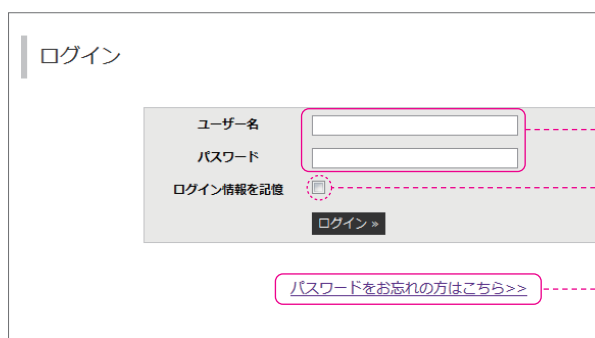 ログイン
ユーザー名
パスワード
ログイン情報を記憶
ログイン »
パスワードをお忘れの方はこちら>>